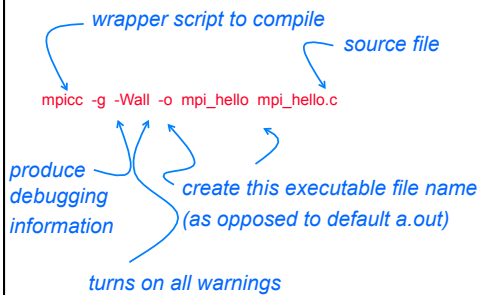 wrapper script to compile
source file
mpicc -g -Wall -o mpi_hello mpi_hello.c
produce
debugging
information
create this executable file name
(as opposed to default a.out)
turns on all warnings